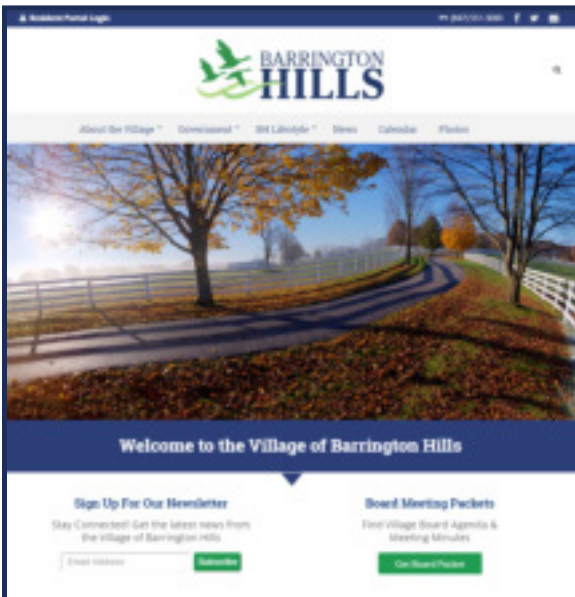 Resident Portal Login
BARRINGTON
HILLS
About the Village Government BH Lifestyle News Calendar Photos
Welcome to the Village of Barrington Hills
Sign Up For Our Newsletter
Stay Connected! Get the latest news from
the Village of Barrington Hills
Email Address Subscribe
Board Meeting Packets
Find Village Board Agenda &
Meeting Minutes
Get Board Packet